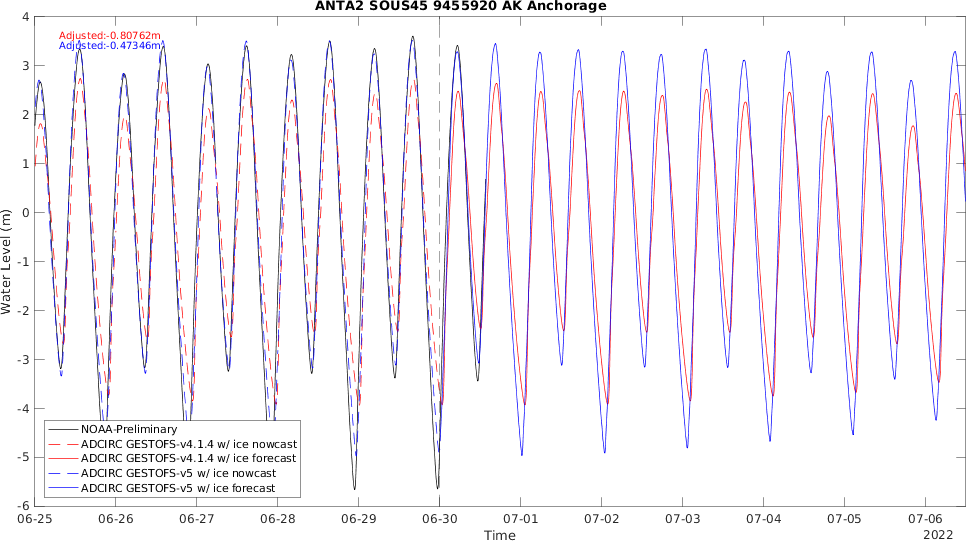 ANTA2 SOUS45 9455920 AK Anchorage
Adjusted:-0.80762m
Adjusted:-0.47346m
4
3
2
1
0
-1
-2
-3
-4
-5
-6
Water Level (m)
NOAA-Preliminary
ADCIRC GESTOFS-v4.1.4 w/ ice nowcast
ADCIRC GESTOFS-v4.1.4 w/ ice forecast
ADCIRC GESTOFS-v5 w/ ice nowcast
ADCIRC GESTOFS-v5 w/ ice forecast
06-25 06-26 06-27 06-28 06-29 06-30 07-01 07-02 07-03 07-04 07-05 07-06
Time
2022